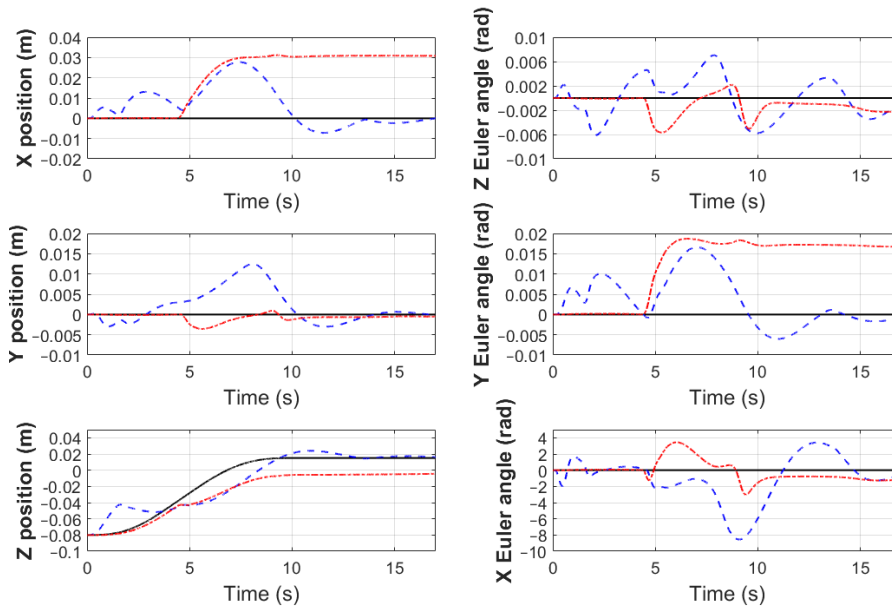 0.04
0.03
0.02
0.01
0
−0.01
−0.02
X position (m)
0 5 10 15
Time (s)
0.01
0.002
−0.002
−0.006
−0.01
Z Euler angle (rad)
0 5 10 15
Time (s)
0.02
0.015
0.01
0.005
0
−0.005
−0.01
Y position (m)
0 5 10 15
Time (s)
0.02
0.015
0.01
0.005
0
−0.005
−0.01
Y Euler angle (rad)
0 5 10 15
Time (s)
0.04
0.02
0
−0.02
−0.04
−0.06
−0.08
−0.1
Z position (m)
0 5 10 15
Time (s)
4
2
0
−2
−4
−6
−8
−10
X Euler angle (rad)
0 5 10 15
Time (s)